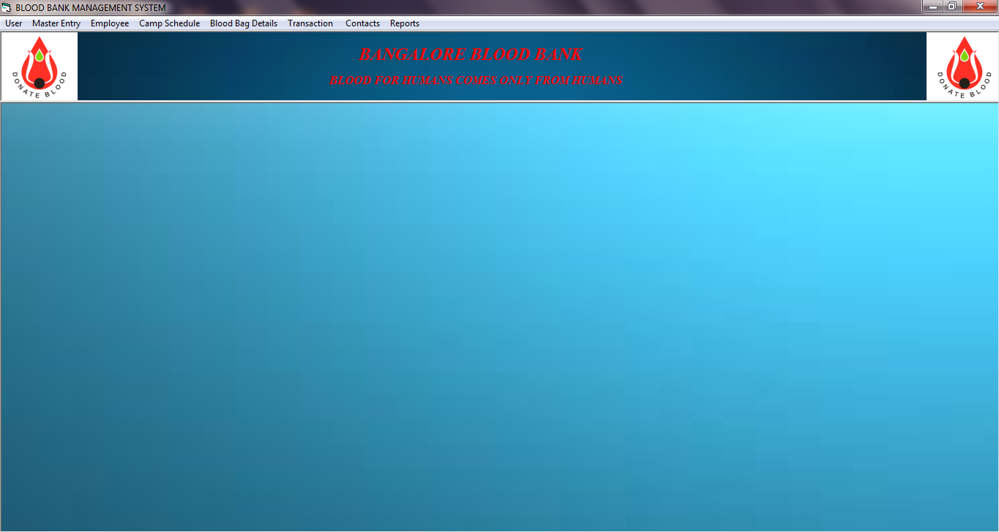 BLOOD BANK MANAGEMENT SYSTEM
User Master Entry Employee Camp Schedule Blood Bag Details Transaction Contacts Reports
DONATE BLOOD
BANGALORE BLOOD BANK
BLOOD FOR HUMANS COMES ONLY FROM HUMANS
DONATE BLOOD